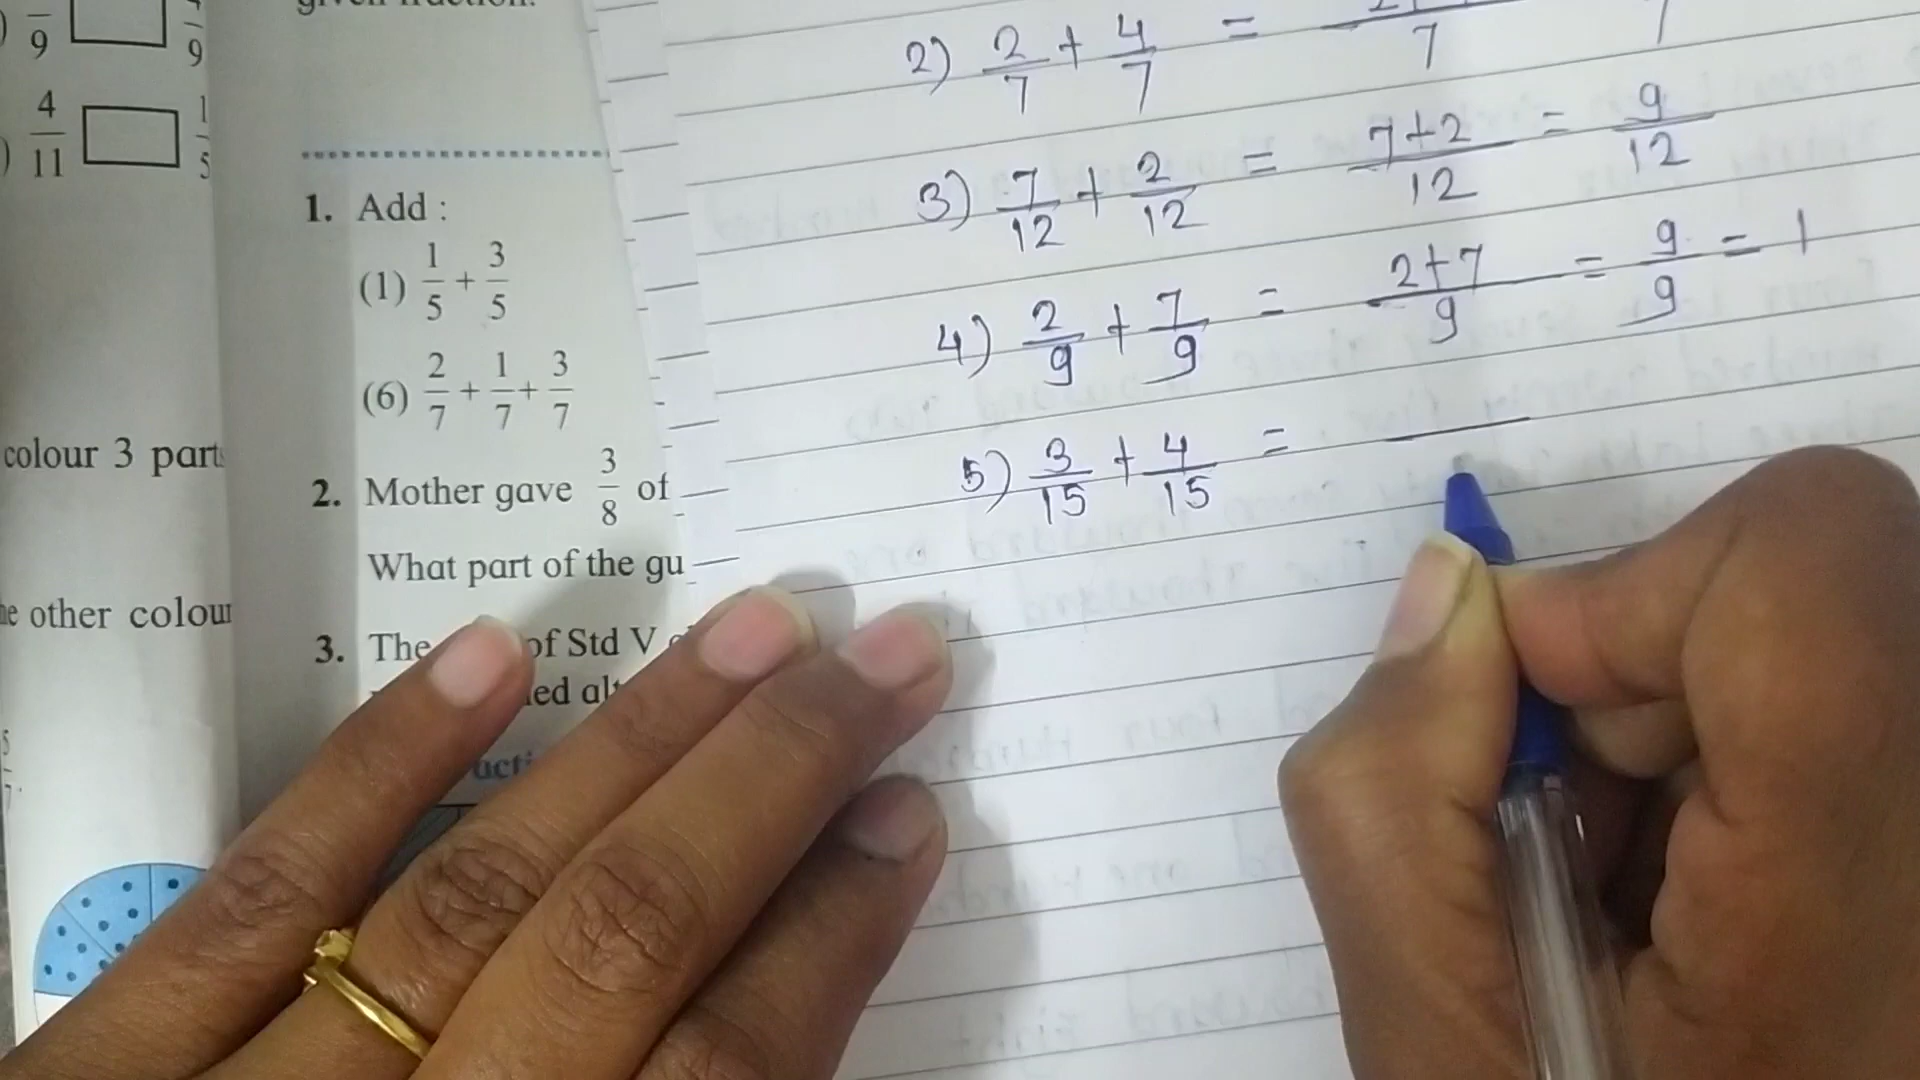 9 9
4/11 1/5
colour 3 part
other colour
1. Add :
(1) 1/5 + 3/5
(6) 2/7 + 1/7 + 3/7
2. Mother gave 3/8 of
What part of the gu
3. The of Std V
2) 2/7 + 4/7 = 7
3) 7/12 + 2/12 = 7+2/12 = 9/12
4) 2/9 + 7/9 = 2+7/9 = 9/9 = 1
5) 3/15 + 4/15 =